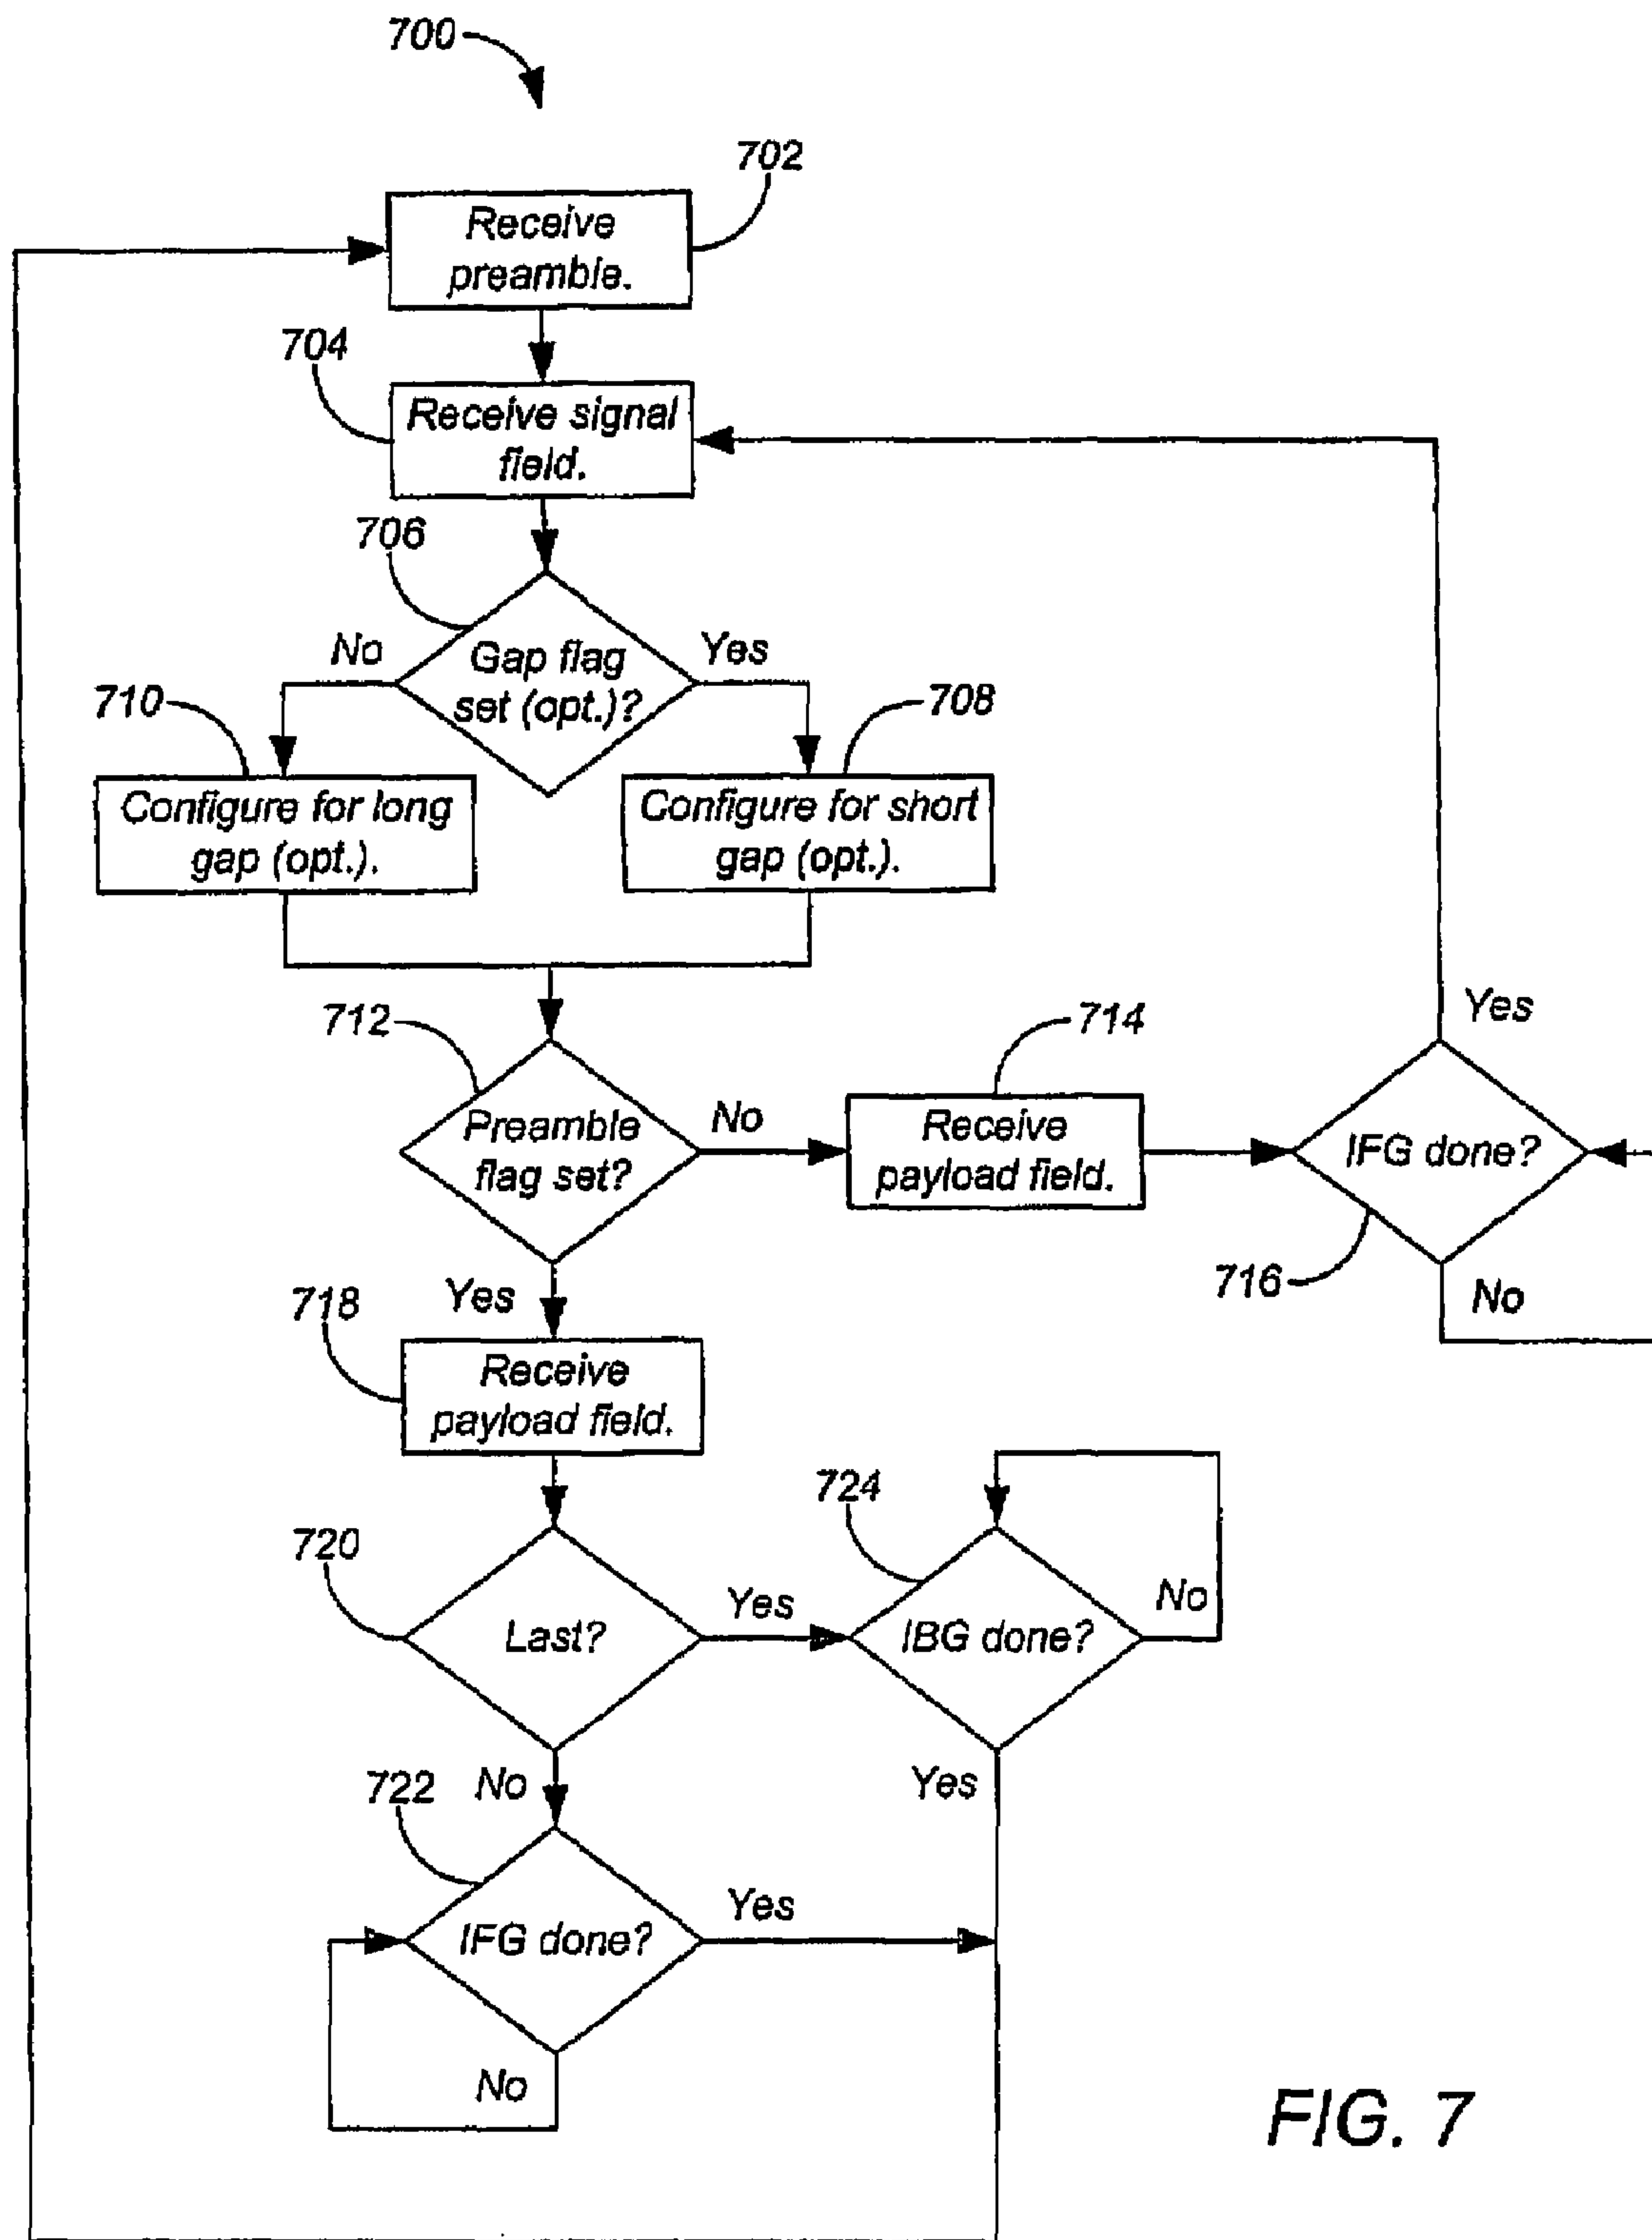 700
702
Receive
preamble.
704
Receive signal
field.
706
No
Gap flag
set (opt.)?
Yes
710
708
Configure for long
gap (opt.).
Configure for short
gap (opt.).
712
714
Yes
Preamble
flag set?
No
Receive
payload field.
IFG done?
716
No
718
Yes
Receive
payload field.
724
720
Last?
Yes
IBG done?
No
722
No
Yes
IFG done?
Yes
No
FIG. 7